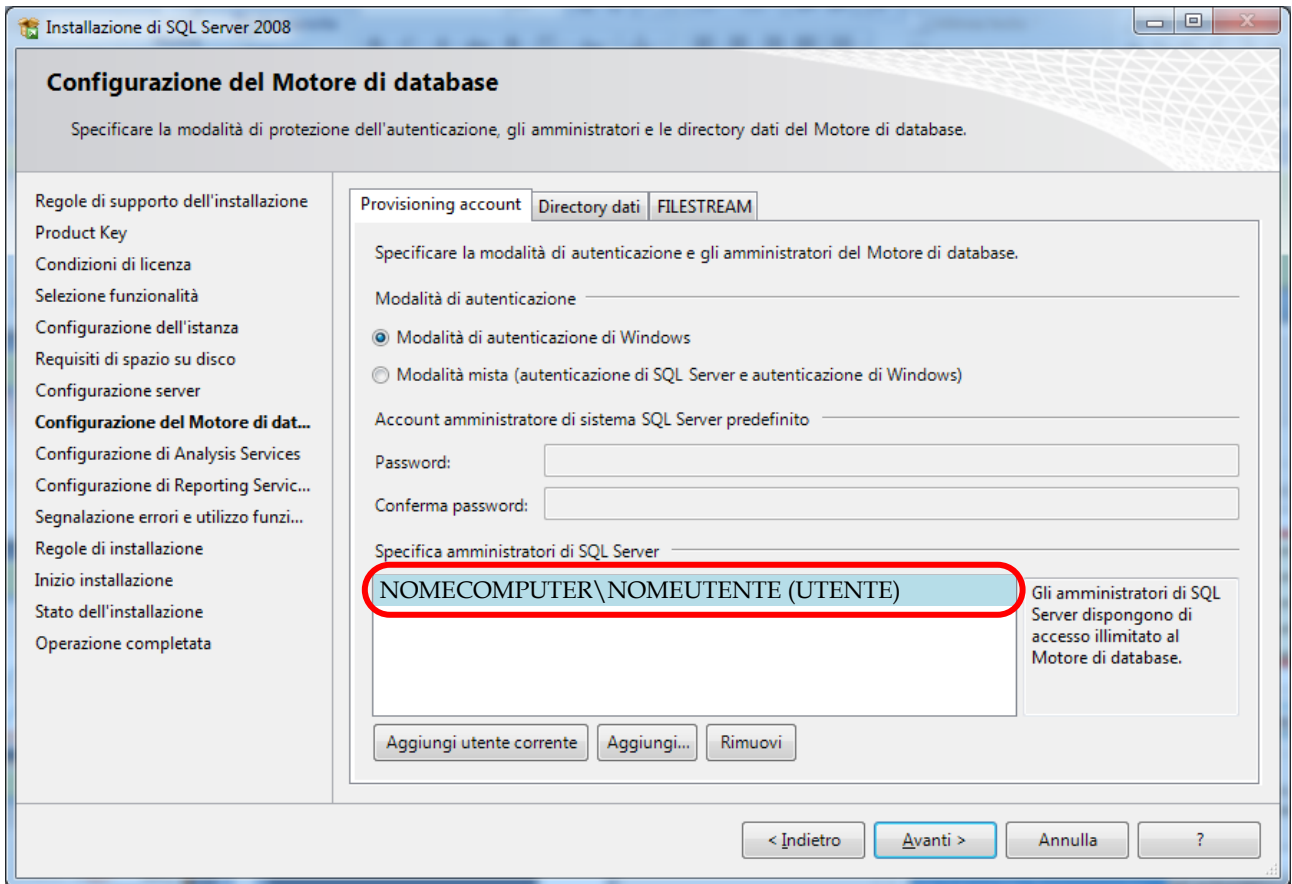 Installazione di SQL Server 2008
Configurazione del Motore di database
Specificare la modalità di protezione dell'autenticazione, gli amministratori e le directory dati del Motore di database.
Regole di supporto dell'installazione
Product Key
Condizioni di licenza
Selezione funzionalità
Configurazione dell'istanza
Requisiti di spazio su disco
Configurazione server
Configurazione del Motore di dat...
Configurazione di Analysis Services
Configurazione di Reporting Servic...
Segnalazione errori e utilizzo funzi...
Regole di installazione
Inizio installazione
Stato dell'installazione
Operazione completata
Provisioning account
Directory dati
FILESTREAM
Specificare la modalità di autenticazione e gli amministratori del Motore di database.
Modalità di autenticazione
Modalità di autenticazione di Windows
Modalità mista (autenticazione di SQL Server e autenticazione di Windows)
Account amministratore di sistema SQL Server predefinito
Password:
Conferma password:
Specifica amministratori di SQL Server
NOMECOMPUTER\NOMEUTENTE (UTENTE)
Gli amministratori di SQL
Server dispongono di
accesso illimitato al
Motore di database.
Aggiungi utente corrente
Aggiungi...
Rimuovi
< Indietro
Avanti >
Annulla
?